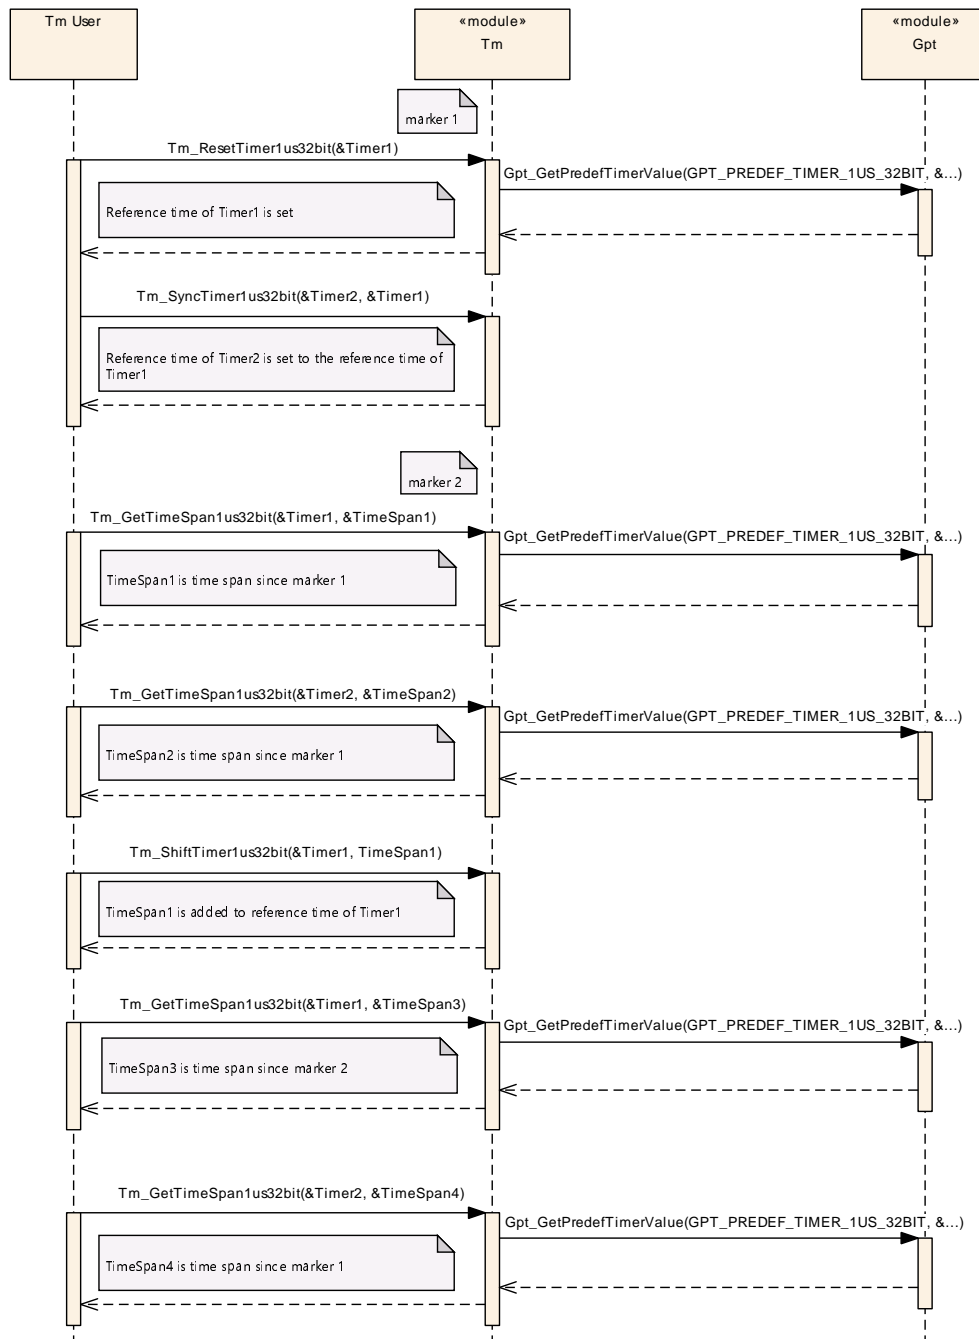 Tm User
«module»
Tm
«module»
Gpt
marker 1
Tm_ResetTimer1us32bit(&Timer1)
Gpt_GetPredefTimerValue(GPT_PREDEF_TIMER_1US_32BIT, &...)
Reference time of Timer1 is set
Tm_SyncTimer1us32bit(&Timer2, &Timer1)
Reference time of Timer2 is set to the reference time of
Timer1
marker 2
Tm_GetTimeSpan1us32bit(&Timer1, &TimeSpan1)
Gpt_GetPredefTimerValue(GPT_PREDEF_TIMER_1US_32BIT, &...)
TimeSpan1 is time span since marker 1
Tm_GetTimeSpan1us32bit(&Timer2, &TimeSpan2)
Gpt_GetPredefTimerValue(GPT_PREDEF_TIMER_1US_32BIT, &...)
TimeSpan2 is time span since marker 1
Tm_ShiftTimer1us32bit(&Timer1, TimeSpan1)
TimeSpan1 is added to reference time of Timer1
Tm_GetTimeSpan1us32bit(&Timer1, &TimeSpan3)
Gpt_GetPredefTimerValue(GPT_PREDEF_TIMER_1US_32BIT, &...)
TimeSpan3 is time span since marker 2
Tm_GetTimeSpan1us32bit(&Timer2, &TimeSpan4)
Gpt_GetPredefTimerValue(GPT_PREDEF_TIMER_1US_32BIT, &...)
TimeSpan4 is time span since marker 1